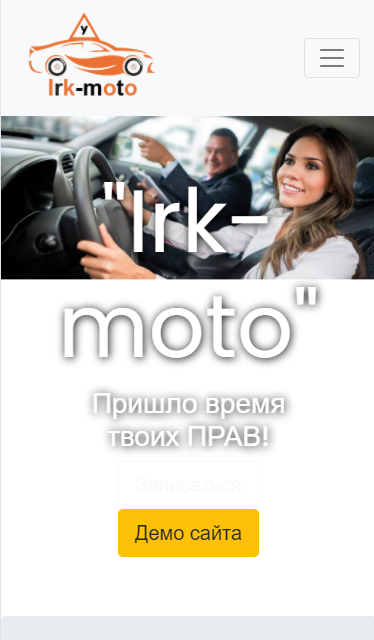 У
Irk-moto
"Irk-
moto"
Пришло время
твоих ПРАВ!
Записаться
Демо сайта